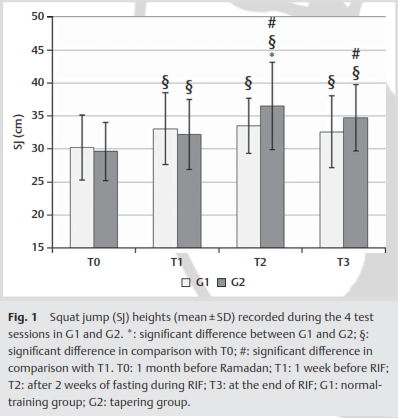 50
45
40
35
30
25
20
15
SJ (cm)
#
§
*
§
§
§
#
§
§
T0
T1
T2
T3
G1 G2
Fig. 1 Squat jump (SJ) heights (mean ± SD) recorded during the 4 test
sessions in G1 and G2. *: significant difference between G1 and G2; §:
significant difference in comparison with T0; #: significant difference in
comparison with T1. T0: 1 month before Ramadan; T1: 1 week before RIF;
T2: after 2 weeks of fasting during RIF; T3: at the end of RIF; G1: normal-
training group; G2: tapering group.